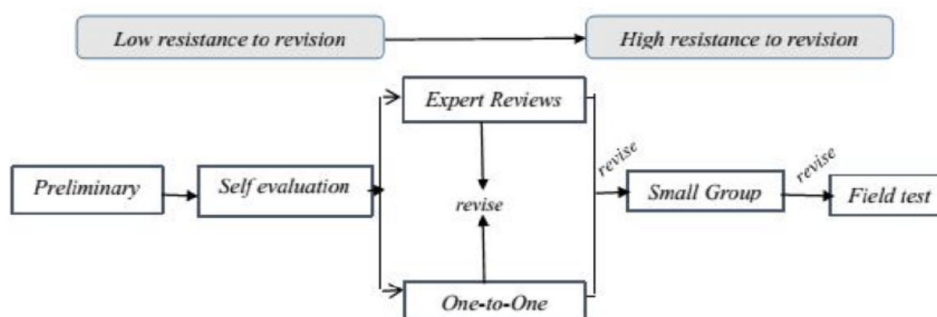 Low resistance to revision
High resistance to revision
Expert Reviews
Preliminary
Self evaluation
revise
revise
Small Group
revise
Field test
One-to-One